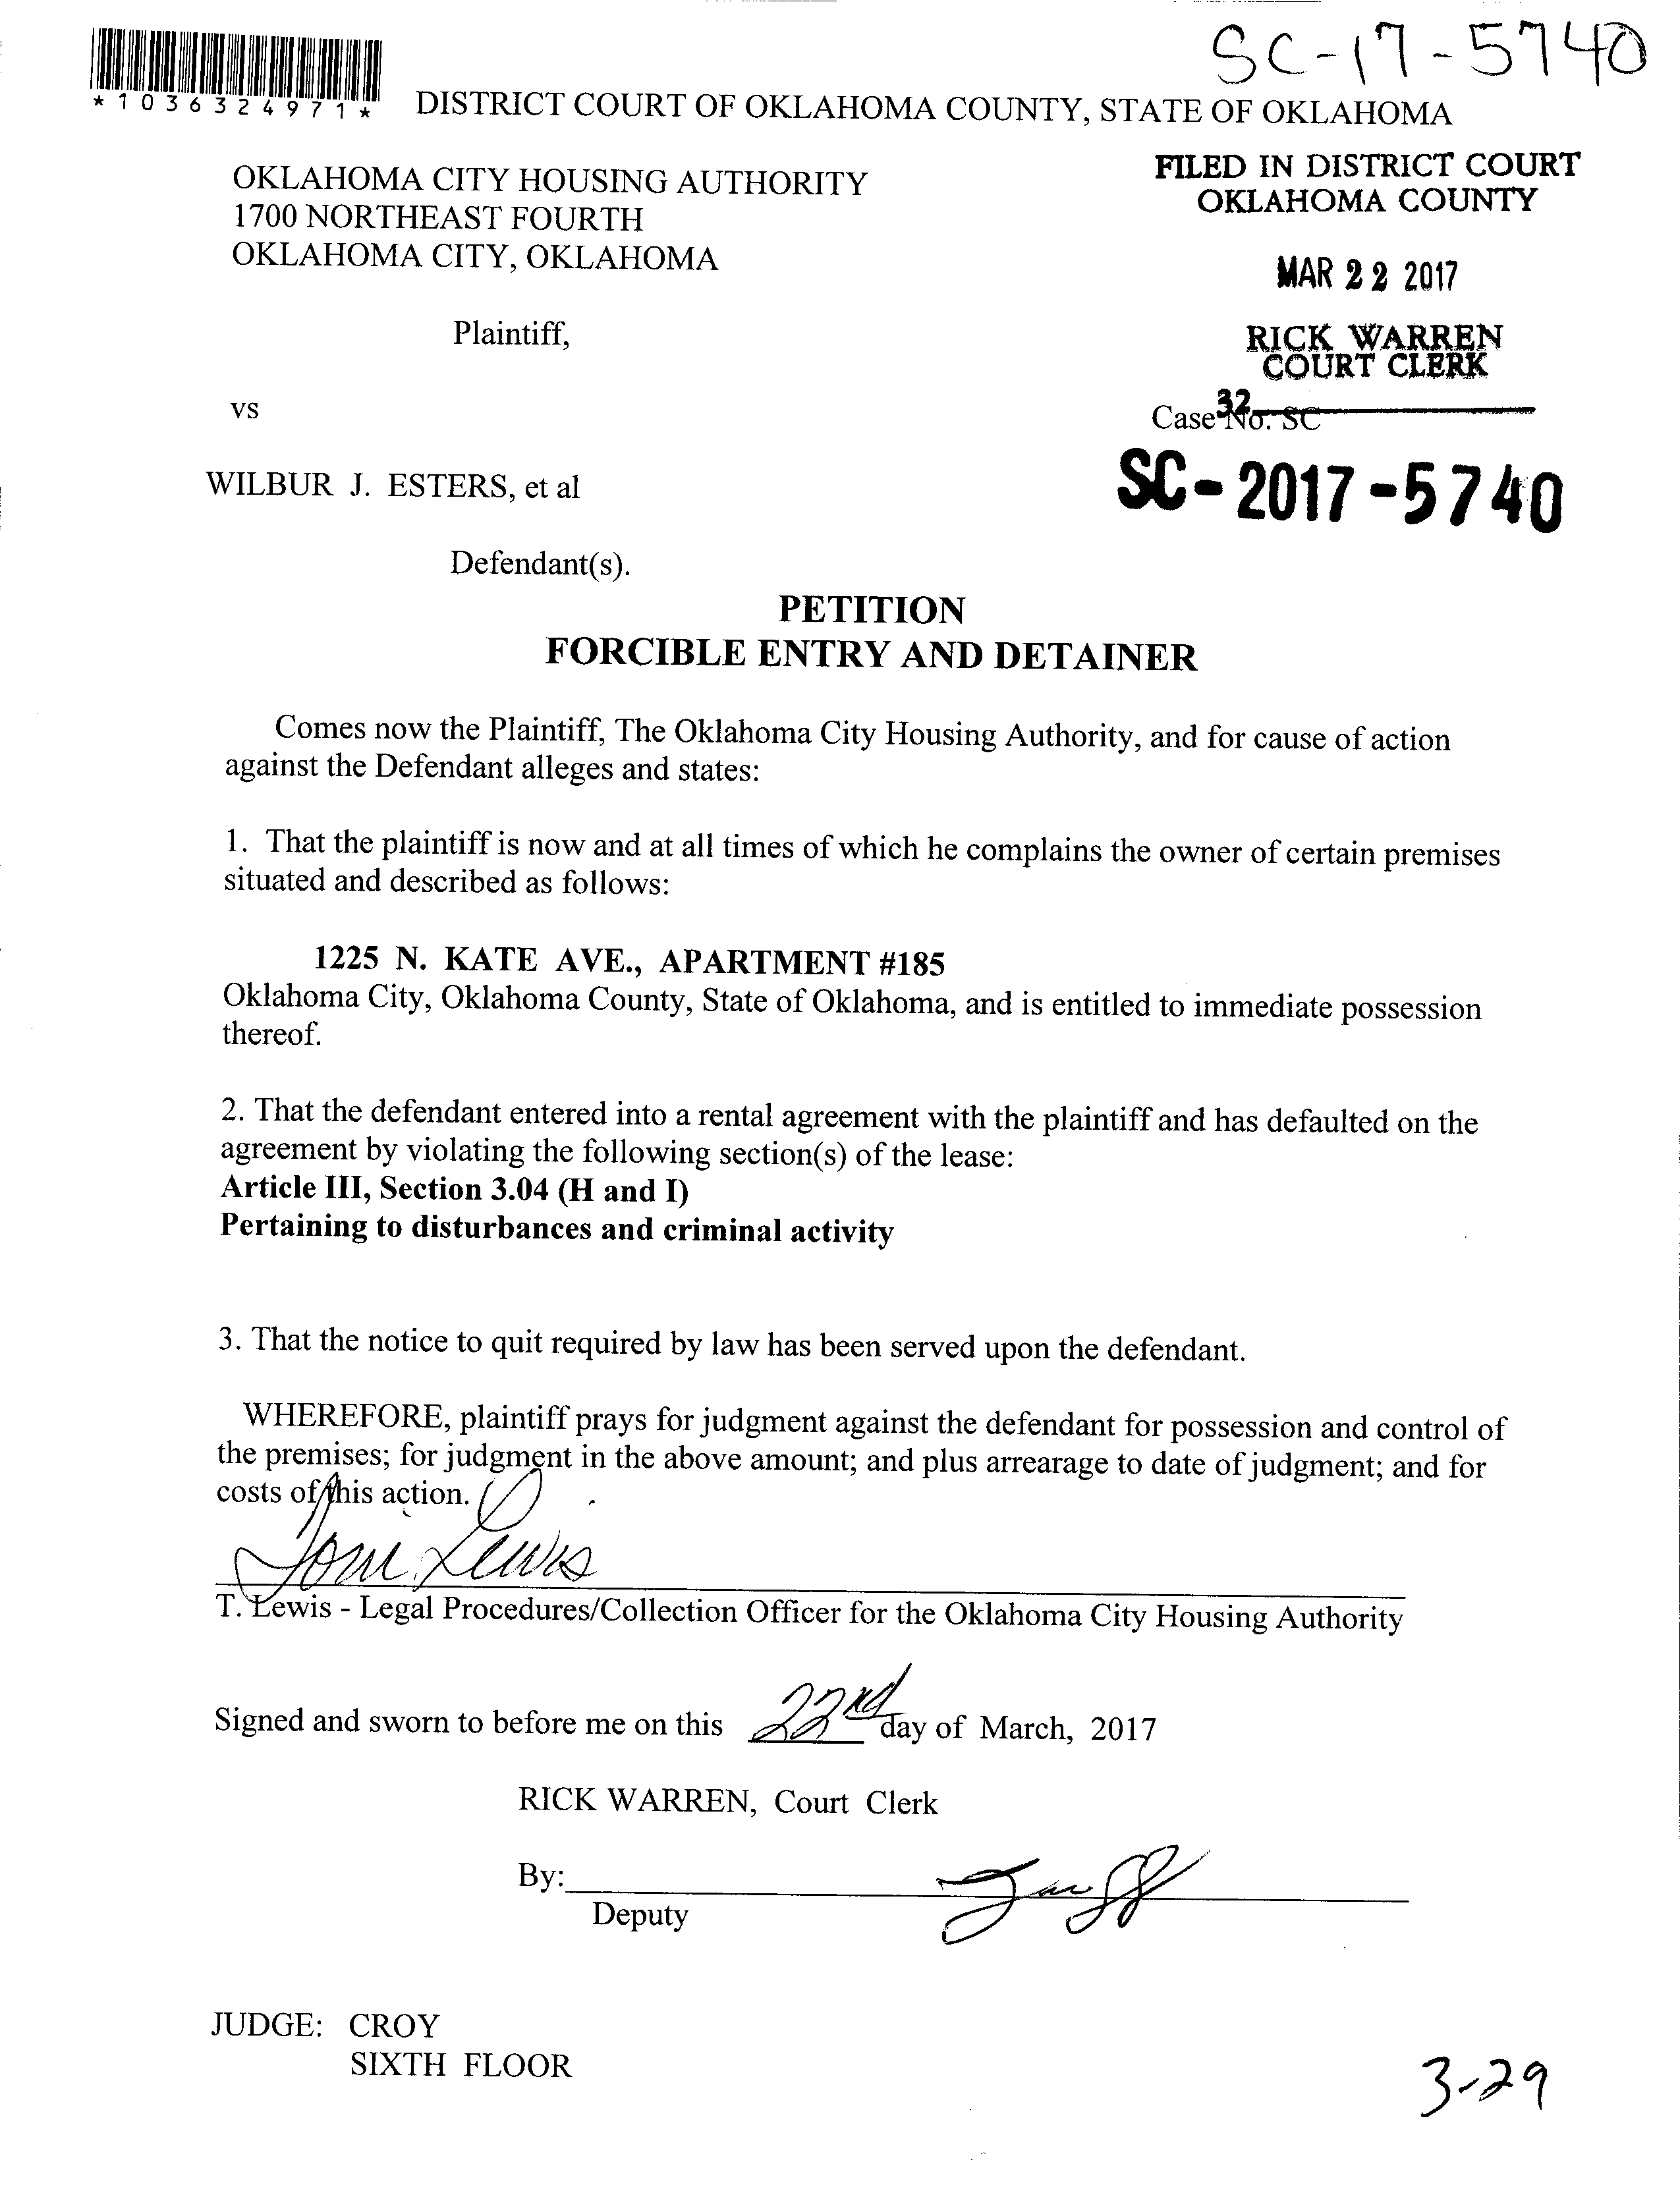 SC-17-5740
*1036324971*
DISTRICT COURT OF OKLAHOMA COUNTY, STATE OF OKLAHOMA
OKLAHOMA CITY HOUSING AUTHORITY
1700 NORTHEAST FOURTH
OKLAHOMA CITY, OKLAHOMA
FILED IN DISTRICT COURT
OKLAHOMA COUNTY
MAR 22 2017
Plaintiff,
RICK WARREN
COURT CLERK
32
vs
Case No. SC
WILBUR J. ESTERS, et al
SC-2017-5740
Defendant(s).
PETITION
FORCIBLE ENTRY AND DETAINER
Comes now the Plaintiff, The Oklahoma City Housing Authority, and for cause of action
against the Defendant alleges and states:
1. That the plaintiff is now and at all times of which he complains the owner of certain premises
situated and described as follows:
1225 N. KATE AVE., APARTMENT #185
Oklahoma City, Oklahoma County, State of Oklahoma, and is entitled to immediate possession
thereof.
2. That the defendant entered into a rental agreement with the plaintiff and has defaulted on the
agreement by violating the following section(s) of the lease:
Article III, Section 3.04 (H and I)
Pertaining to disturbances and criminal activity
3. That the notice to quit required by law has been served upon the defendant.
WHEREFORE, plaintiff prays for judgment against the defendant for possession and control of
the premises; for judgment in the above amount; and plus arrearage to date of judgment; and for
costs of this action.
Toni Lewis
T. Lewis - Legal Procedures/Collection Officer for the Oklahoma City Housing Authority
Signed and sworn to before me on this 22nd day of March, 2017
RICK WARREN, Court Clerk
By:
Deputy
JUDGE: CROY
SIXTH FLOOR
3-29